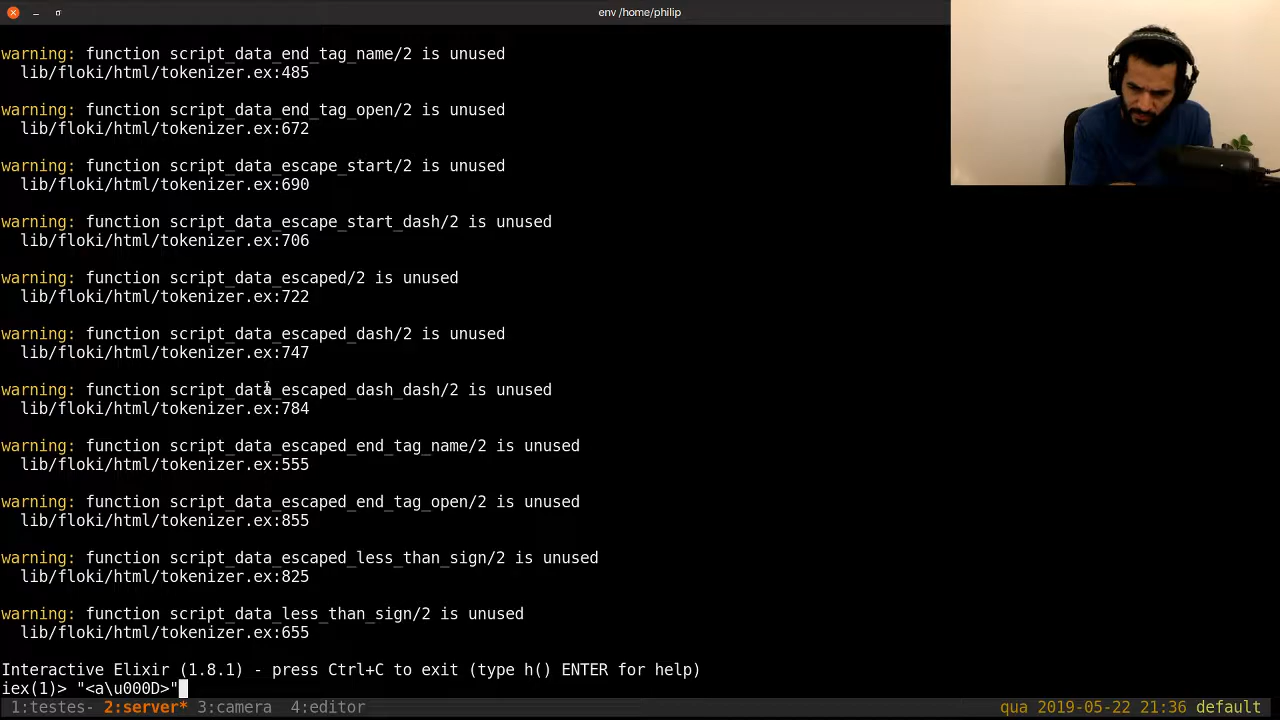 env /home/philip
warning: function script_data_end_tag_name/2 is unused
lib/floki/html/tokenizer.ex:485
warning: function script_data_end_tag_open/2 is unused
lib/floki/html/tokenizer.ex:672
warning: function script_data_escape_start/2 is unused
lib/floki/html/tokenizer.ex:690
warning: function script_data_escape_start_dash/2 is unused
lib/floki/html/tokenizer.ex:706
warning: function script_data_escaped/2 is unused
lib/floki/html/tokenizer.ex:722
warning: function script_data_escaped_dash/2 is unused
lib/floki/html/tokenizer.ex:747
warning: function script_data_escaped_dash_dash/2 is unused
lib/floki/html/tokenizer.ex:784
warning: function script_data_escaped_end_tag_name/2 is unused
lib/floki/html/tokenizer.ex:555
warning: function script_data_escaped_end_tag_open/2 is unused
lib/floki/html/tokenizer.ex:855
warning: function script_data_escaped_less_than_sign/2 is unused
lib/floki/html/tokenizer.ex:825
warning: function script_data_less_than_sign/2 is unused
lib/floki/html/tokenizer.ex:655
Interactive Elixir (1.8.1) - press Ctrl+C to exit (type h() ENTER for help)
iex(1)> "<a\u000D>"
1:testes- 2:server* 3:camera 4:editor qua 2019-05-22 21:36 default